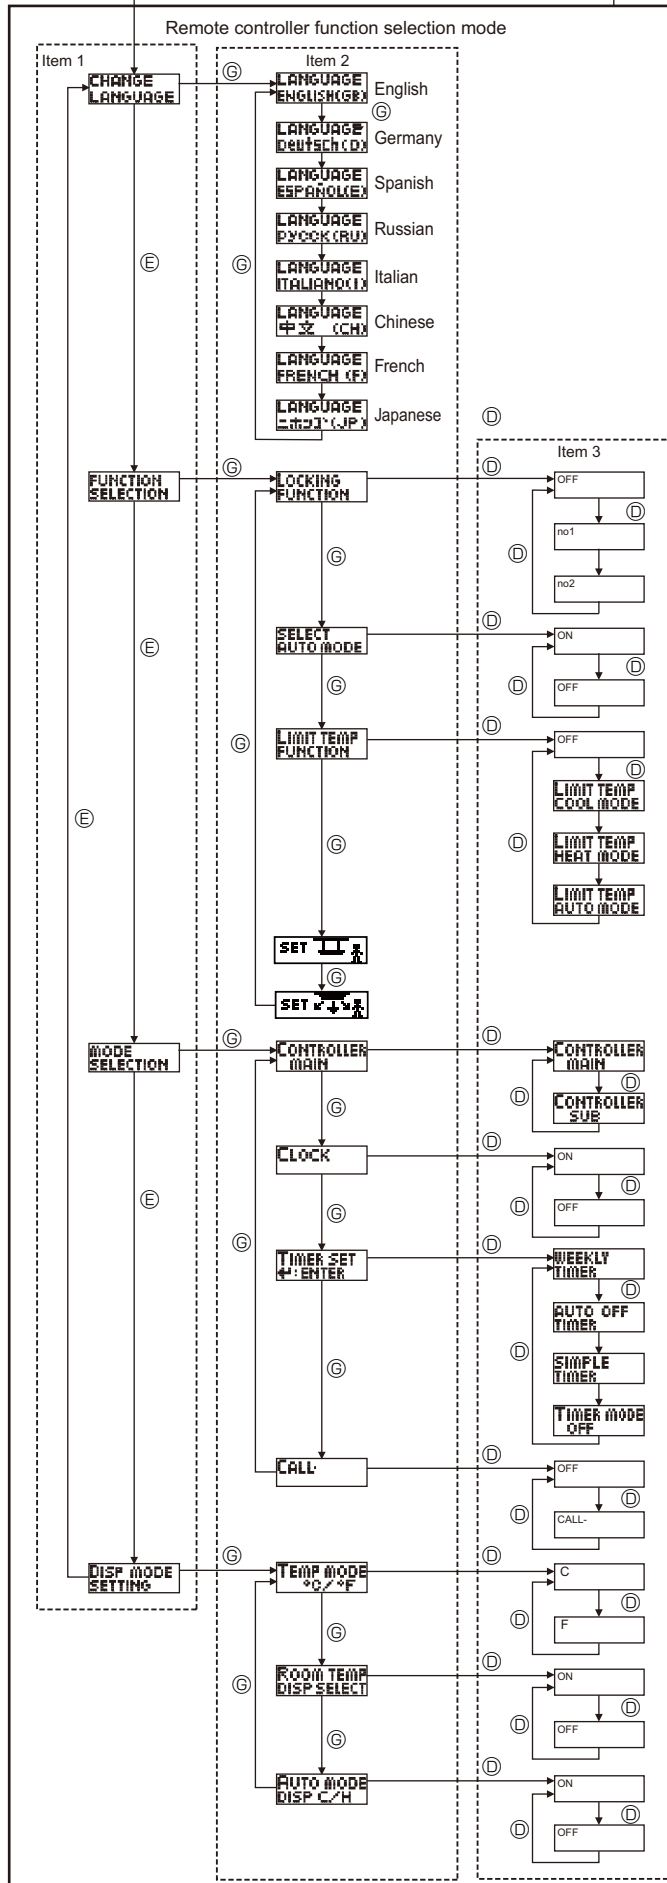 Remote controller function selection mode
Item 1
Item 2
CHANGE
LANGUAGE
Ⓖ
LANGUAGE
ENGLISH(GB)
English
Ⓖ
LANGUAGE
Deutsch(D)
Germany
LANGUAGE
ESPAÑOL(E)
Spanish
LANGUAGE
РУССК(RU)
Russian
Ⓔ
Ⓖ
LANGUAGE
ITALIANO(I)
Italian
LANGUAGE
中文 (CH)
Chinese
LANGUAGE
FRENCH (F)
French
LANGUAGE
ニホンゴ(JP)
Japanese
Ⓓ
Item 3
FUNCTION
SELECTION
Ⓖ
LOCKING
FUNCTION
Ⓓ
OFF
Ⓓ
no1
Ⓖ
Ⓓ
no2
Ⓔ
SELECT
AUTO MODE
Ⓓ
ON
Ⓓ
Ⓖ
Ⓓ
OFF
Ⓖ
LIMIT TEMP
FUNCTION
Ⓓ
OFF
Ⓓ
LIMIT TEMP
COOL MODE
Ⓔ
Ⓖ
Ⓓ
LIMIT TEMP
HEAT MODE
LIMIT TEMP
AUTO MODE
SET
Ⓖ
SET
MODE
SELECTION
Ⓖ
CONTROLLER
MAIN
Ⓓ
CONTROLLER
MAIN
Ⓓ
Ⓖ
Ⓓ
CONTROLLER
SUB
CLOCK
Ⓓ
ON
Ⓓ
Ⓔ
Ⓖ
Ⓓ
OFF
Ⓖ
TIMER SET
↵:ENTER
Ⓓ
WEEKLY
TIMER
Ⓓ
AUTO OFF
TIMER
Ⓖ
Ⓓ
SIMPLE
TIMER
TIMER MODE
OFF
CALL-
Ⓓ
OFF
Ⓓ
Ⓓ
CALL-
DISP MODE
SETTING
Ⓖ
TEMP MODE
°C/°F
Ⓓ
C
Ⓓ
Ⓖ
Ⓓ
F
Ⓖ
ROOM TEMP
DISP SELECT
Ⓓ
ON
Ⓓ
Ⓖ
Ⓓ
OFF
AUTO MODE
DISP C/H
Ⓓ
ON
Ⓓ
Ⓓ
OFF